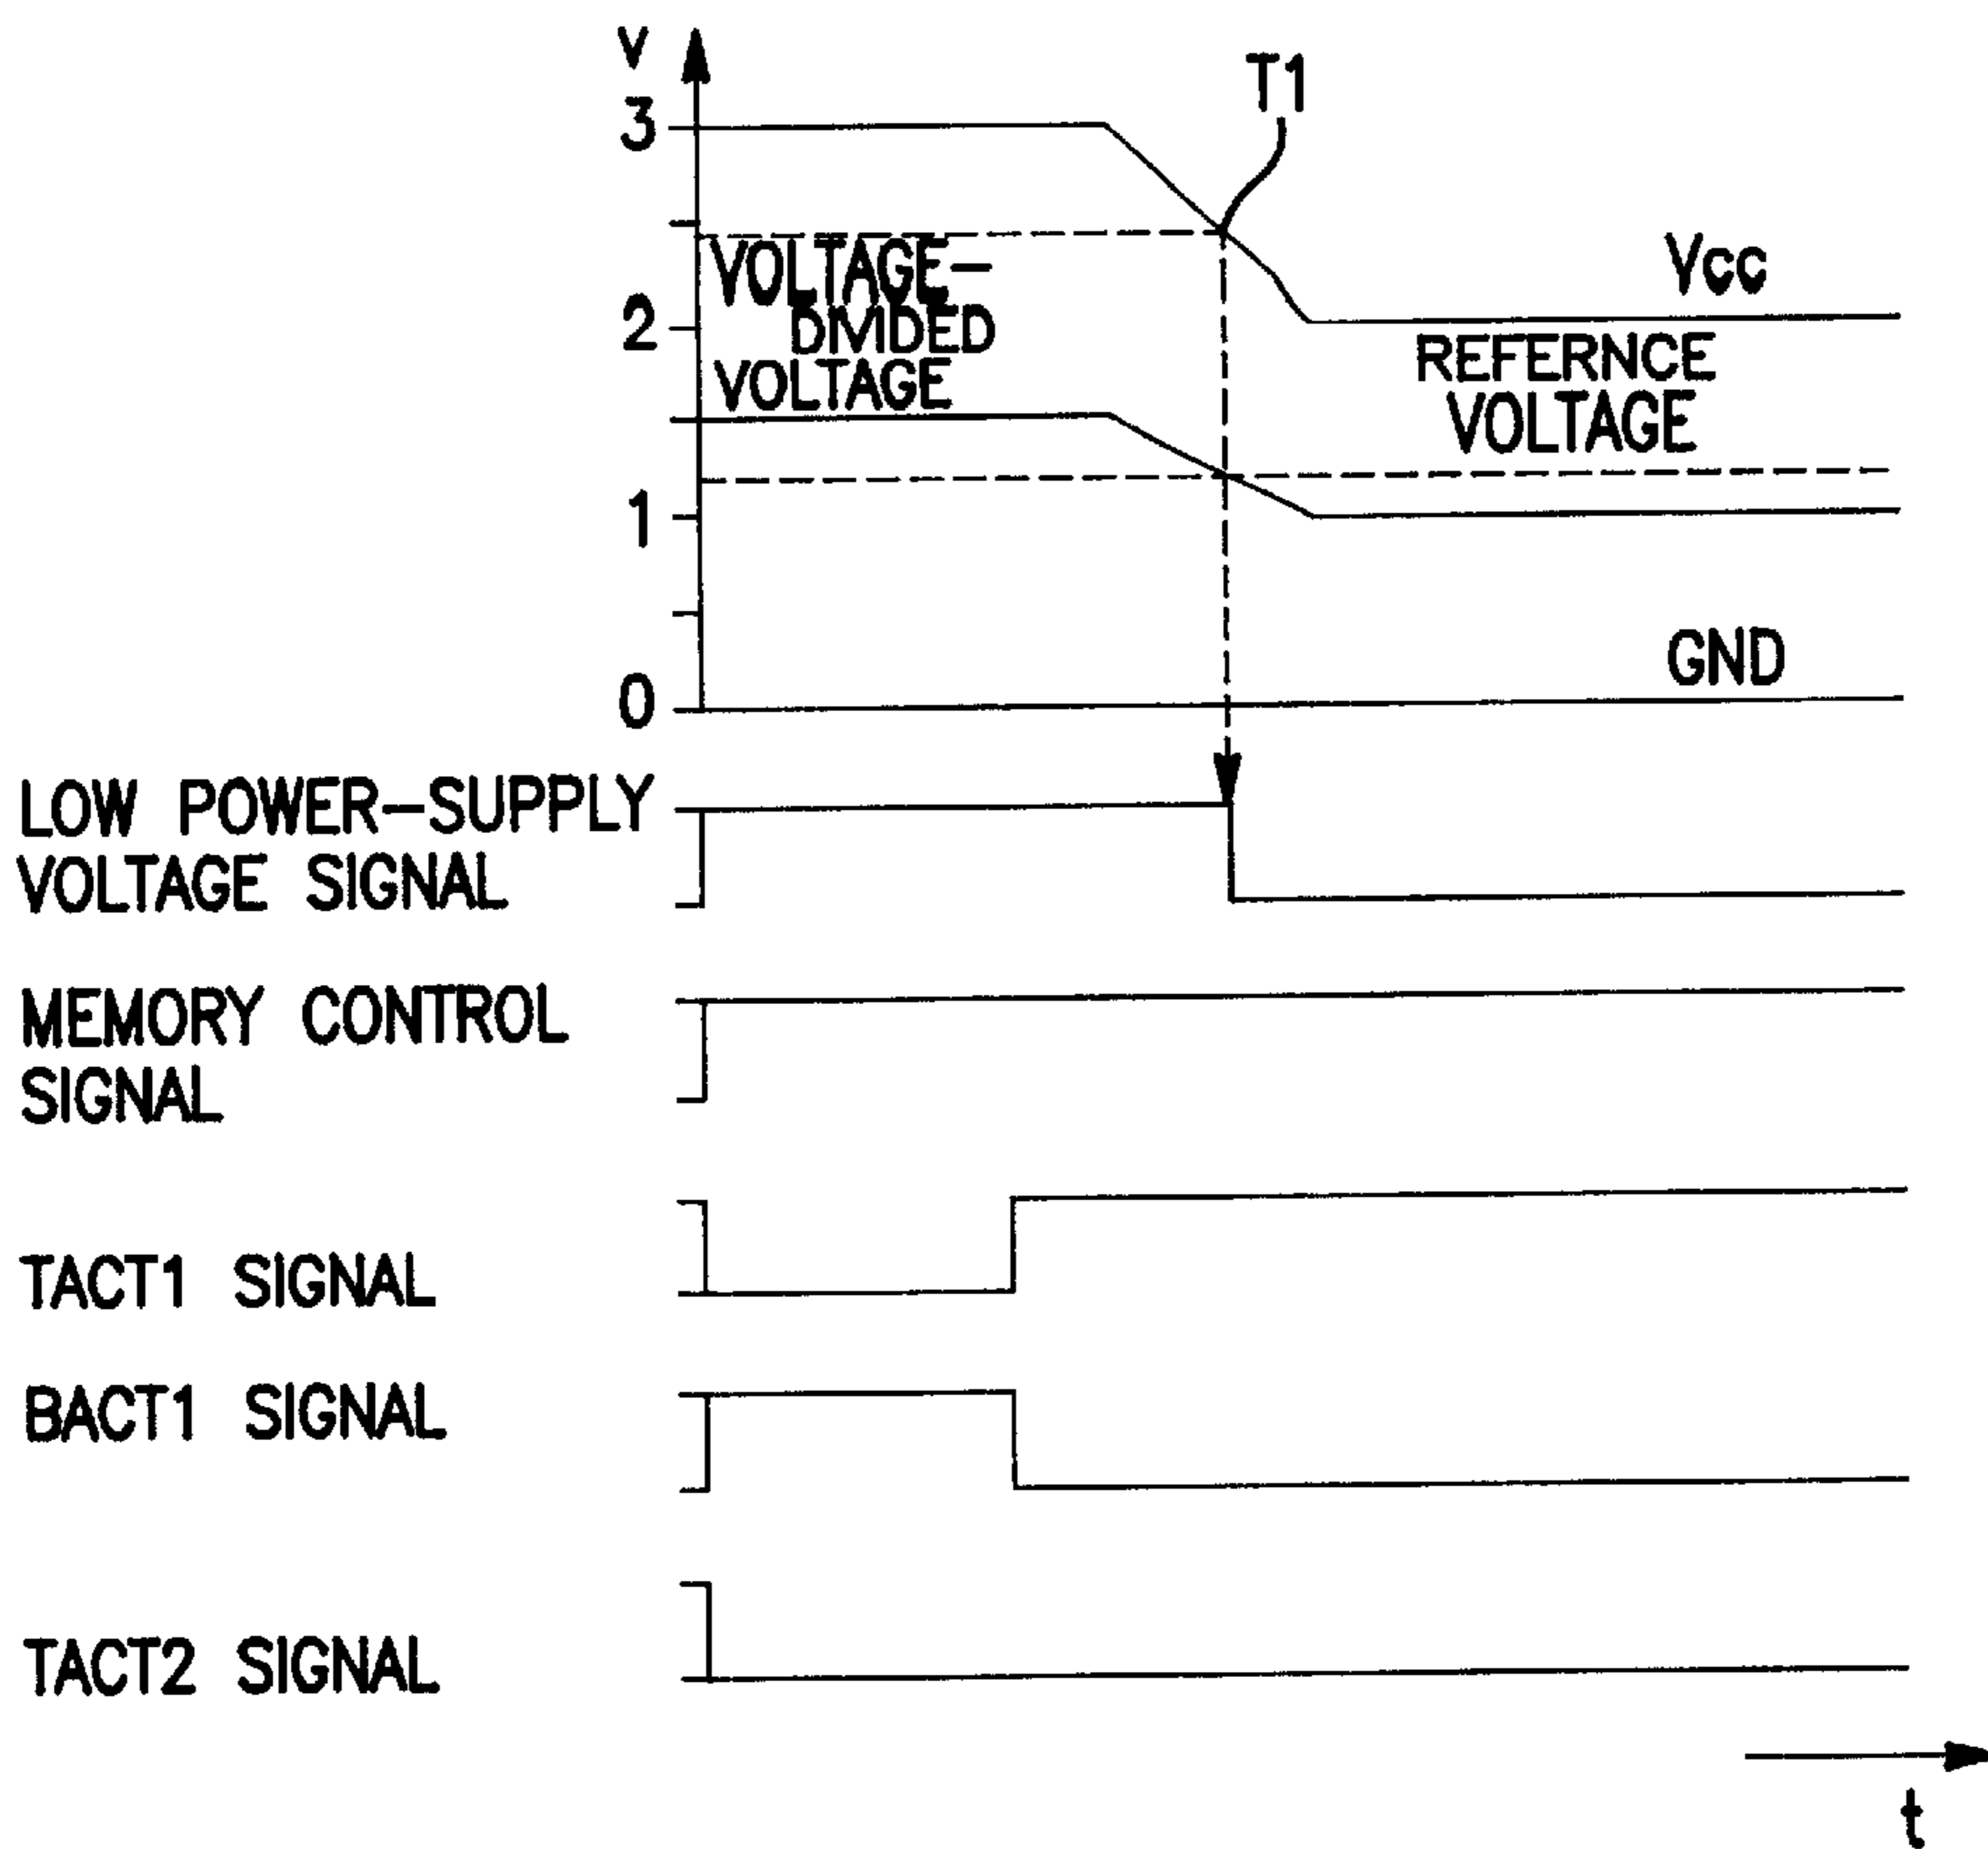 V
T1
3
VOLTAGE-
DIVIDED
VOLTAGE
Vcc
2
REFERNCE
VOLTAGE
1
GND
0
LOW POWER-SUPPLY
VOLTAGE SIGNAL
MEMORY CONTROL
SIGNAL
TACT1 SIGNAL
BACT1 SIGNAL
TACT2 SIGNAL
t